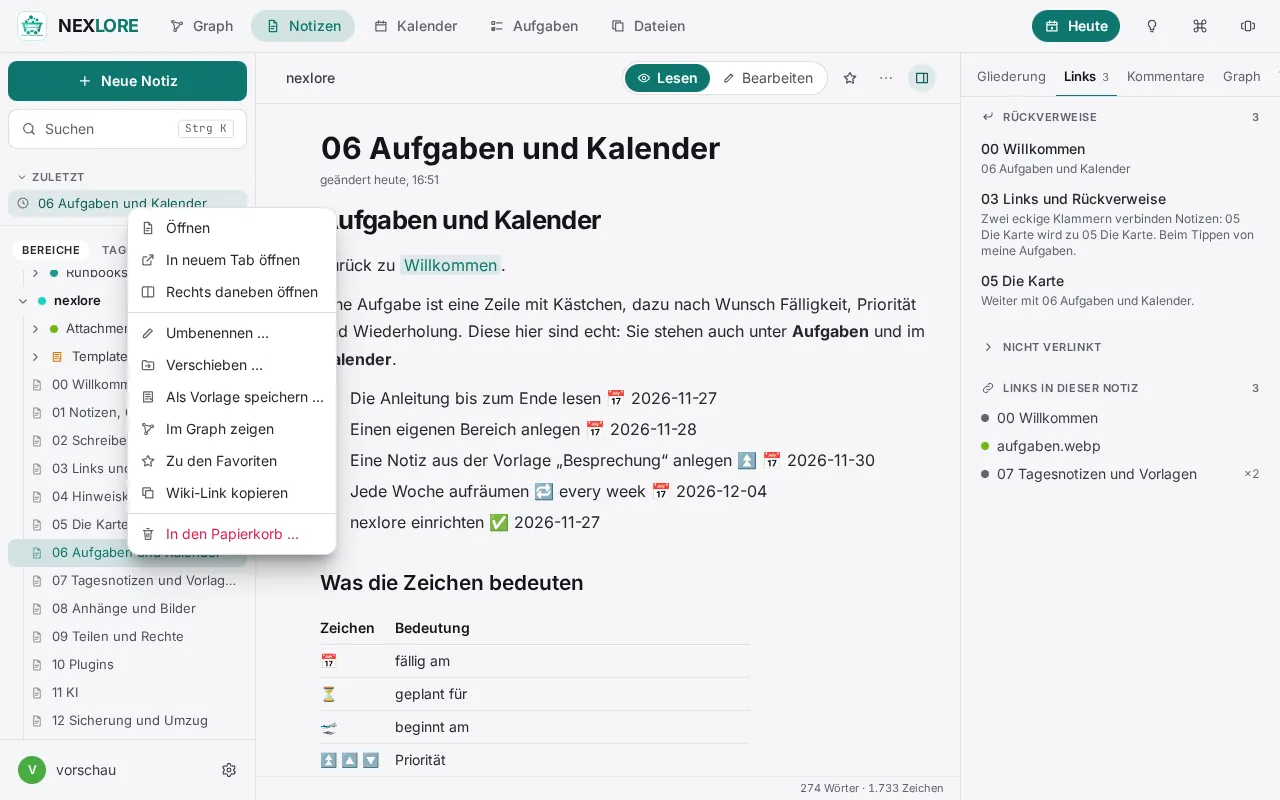 NEXLORE
Graph
Notizen
Kalender
Aufgaben
Dateien
Heute
Neue Notiz
Suchen
Strg K
ZULETZT
06 Aufgaben und Kalender
BEREICHE
TAG
Runbooks
nexlore
Attachmen
Template
00 Willkomm
01 Notizen,
02 Schreibe
03 Links und
04 Hinweisk
05 Die Karte
06 Aufgaben und Kalender
07 Tagesnotizen und Vorlag...
08 Anhänge und Bilder
09 Teilen und Rechte
10 Plugins
11 KI
12 Sicherung und Umzug
V
vorschau
Öffnen
In neuem Tab öffnen
Rechts daneben öffnen
Umbenennen ...
Verschieben ...
Als Vorlage speichern ...
Im Graph zeigen
Zu den Favoriten
Wiki-Link kopieren
In den Papierkorb ...
nexlore
Lesen
Bearbeiten
06 Aufgaben und Kalender
geändert heute, 16:51
ufgaben und Kalender
rück zu Willkommen.
ne Aufgabe ist eine Zeile mit Kästchen, dazu nach Wunsch Fälligkeit, Priorität
d Wiederholung. Diese hier sind echt: Sie stehen auch unter Aufgaben und im
alender.
Die Anleitung bis zum Ende lesen 📅 2026-11-27
Einen eigenen Bereich anlegen 📅 2026-11-28
Eine Notiz aus der Vorlage „Besprechung“ anlegen ⏫ 📅 2026-11-30
Jede Woche aufräumen 🔁 every week 📅 2026-12-04
nexlore einrichten ✅ 2026-11-27
Was die Zeichen bedeuten
Zeichen Bedeutung
📅 fällig am
⏳ geplant für
🛫 beginnt am
⏫ 🔼 🔽 Priorität
274 Wörter · 1.733 Zeichen
Gliederung
Links 3
Kommentare
Graph
RÜCKVERWEISE 3
00 Willkommen
06 Aufgaben und Kalender
03 Links und Rückverweise
Zwei eckige Klammern verbinden Notizen: 05
Die Karte wird zu 05 Die Karte. Beim Tippen von
meine Aufgaben.
05 Die Karte
Weiter mit 06 Aufgaben und Kalender.
NICHT VERLINKT
LINKS IN DIESER NOTIZ 3
00 Willkommen
aufgaben.webp
07 Tagesnotizen und Vorlagen ×2